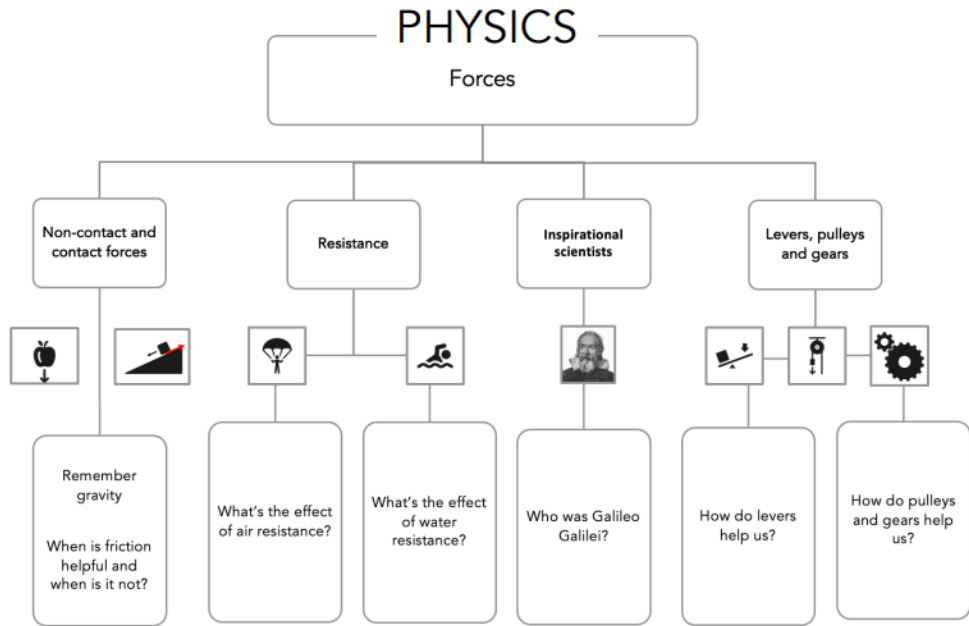 PHYSICS
Forces
Non-contact and
contact forces
Resistance
Inspirational
scientists
Levers, pulleys
and gears
Remember
gravity
When is friction
helpful and
when is it not?
What's the effect
of air resistance?
What's the effect
of water
resistance?
Who was Galileo
Galilei?
How do levers
help us?
How do pulleys
and gears help
us?